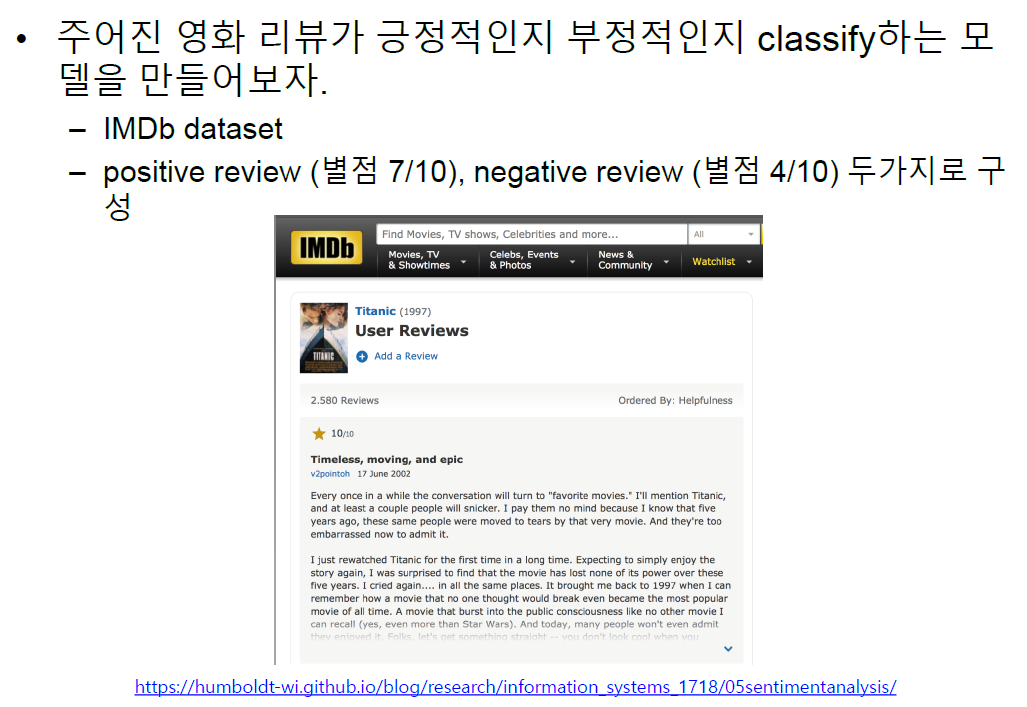 • 주어진 영화 리뷰가 긍정적인지 부정적인지 classify하는 모
델을 만들어보자.
– IMDb dataset
– positive review (별점 7/10), negative review (별점 4/10) 두가지로 구
성
IMDb
Find Movies, TV shows, Celebrities and more...
All
Movies, TV
& Showtimes
Celebs, Events
& Photos
News &
Community
Watchlist
TITANIC
Titanic (1997)
User Reviews
Add a Review
2.580 Reviews
Ordered By: Helpfulness
10/10
Timeless, moving, and epic
v2pointoh 17 June 2002
Every once in a while the conversation will turn to "favorite movies." I'll mention Titanic,
and at least a couple people will snicker. I pay them no mind because I know that five
years ago, these same people were moved to tears by that very movie. And they're too
embarrassed now to admit it.
I just rewatched Titanic for the first time in a long time. Expecting to simply enjoy the
story again, I was surprised to find that the movie has lost none of its power over these
five years. I cried again.... in all the same places. It brought me back to 1997 when I can
remember how a movie that no one thought would break even became the most popular
movie of all time. A movie that burst into the public consciousness like no other movie I
can recall (yes, even more than Star Wars). And today, many people won't even admit
they enjoyed it. Folks, let's get something straight -- you don't look cool when you
https://humboldt-wi.github.io/blog/research/information_systems_1718/05sentimentanalysis/